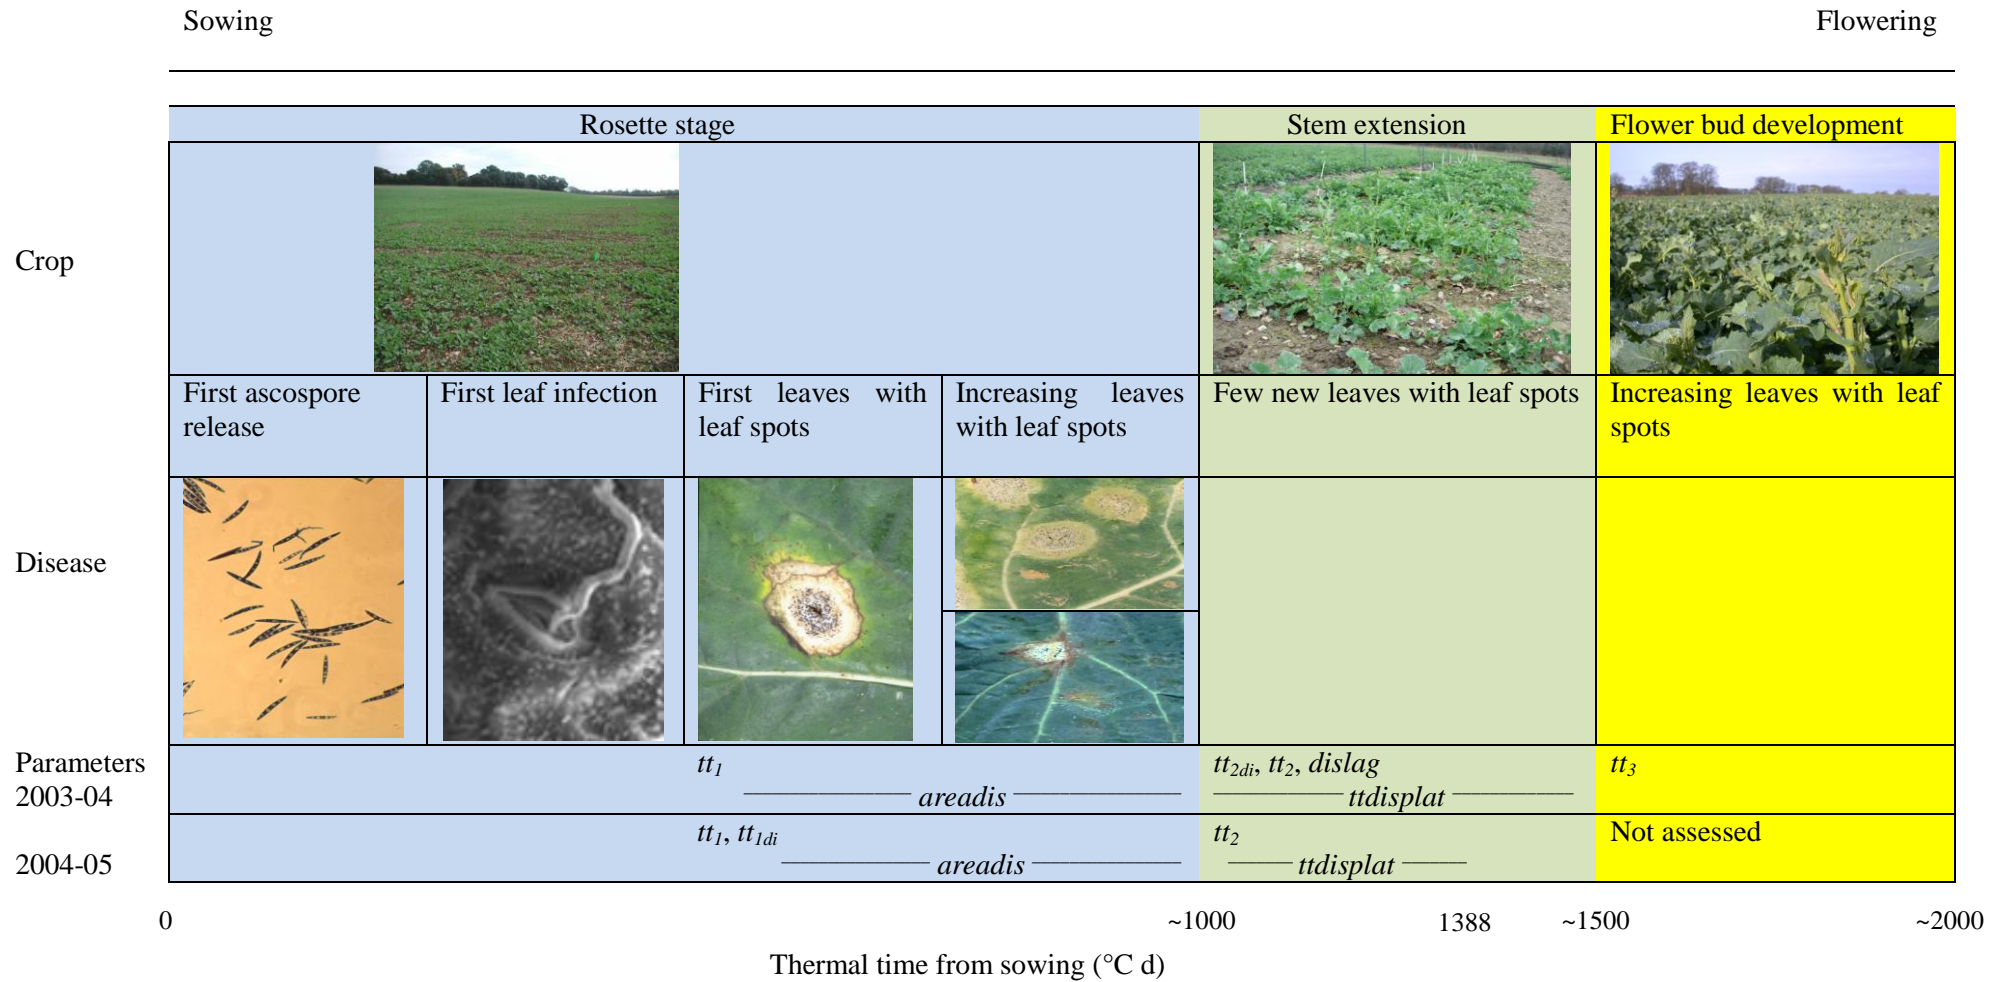 Sowing Flowering
Rosette stage Stem extension Flower bud development
Crop
First ascospore release
First leaf infection
First leaves with leaf spots
Increasing leaves with leaf spots
Few new leaves with leaf spots
Increasing leaves with leaf spots
Disease
Parameters
2003-04
tt1
areadis
tt2di, tt2, dislag
ttdisplat
tt3
2004-05
tt1, tt1di
areadis
tt2
ttdisplat
Not assessed
0 ~1000 1388 ~1500 ~2000
Thermal time from sowing (°C d)